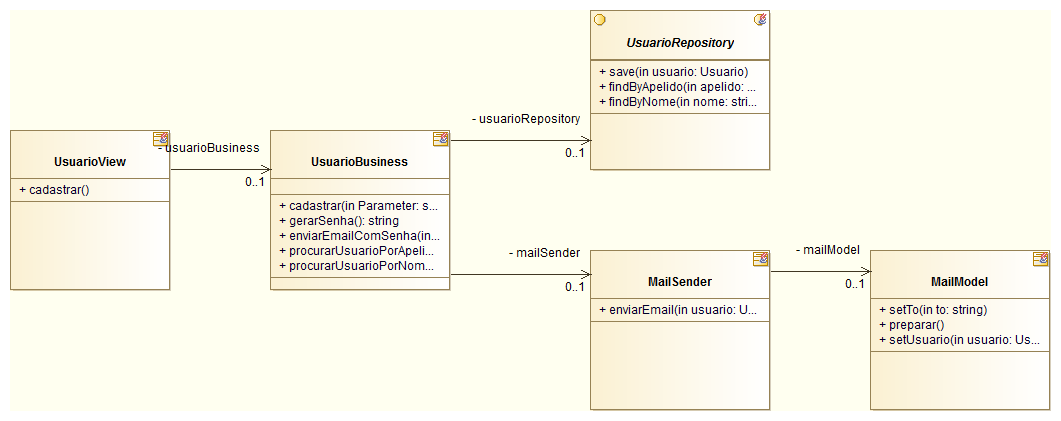 UsuarioRepository
+ save(in usuario: Usuario)
+ findByApelido(in apelido: ...
+ findByNome(in nome: stri...
- usuarioRepository
0..1
- usuarioBusiness
0..1
UsuarioView
+ cadastrar()
UsuarioBusiness
+ cadastrar(in Parameter: s...
+ gerarSenha(): string
+ enviarEmailComSenha(in...
+ procurarUsuarioPorApeli...
+ procurarUsuarioPorNom...
- mailSender
0..1
MailSender
+ enviarEmail(in usuario: U...
- mailModel
0..1
MailModel
+ setTo(in to: string)
+ preparar()
+ setUsuario(in usuario: Us...